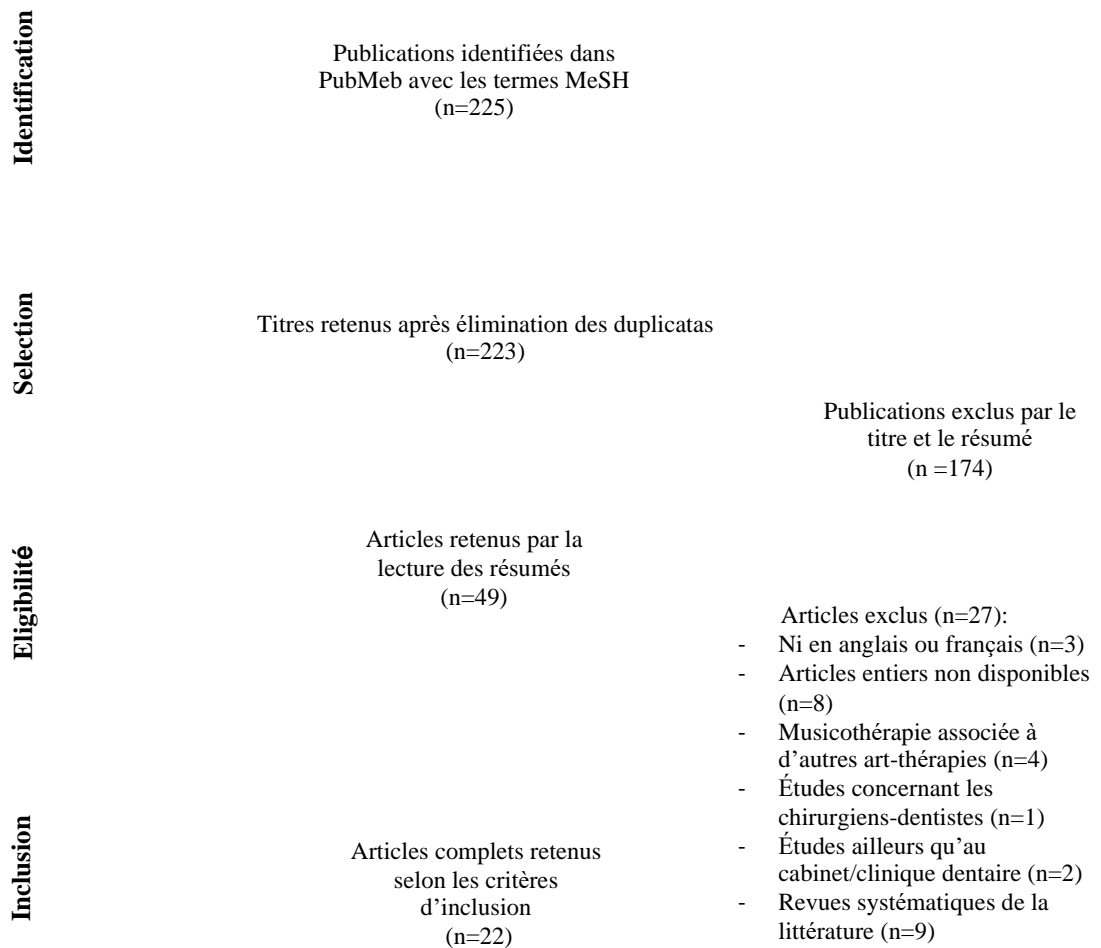 Identification
Publications identifiées dans
PubMeb avec les termes MeSH
(n=225)
Selection
Titres retenus après élimination des duplicatas
(n=223)
Publications exclus par le
titre et le résumé
(n =174)
Eligibilité
Articles retenus par la
lecture des résumés
(n=49)
Articles exclus (n=27):
- Ni en anglais ou français (n=3)
- Articles entiers non disponibles
(n=8)
- Musicothérapie associée à
d’autres art-thérapies (n=4)
- Études concernant les
chirurgiens-dentistes (n=1)
- Études ailleurs qu’au
cabinet/clinique dentaire (n=2)
- Revues systématiques de la
littérature (n=9)
Inclusion
Articles complets retenus
selon les critères
d’inclusion
(n=22)